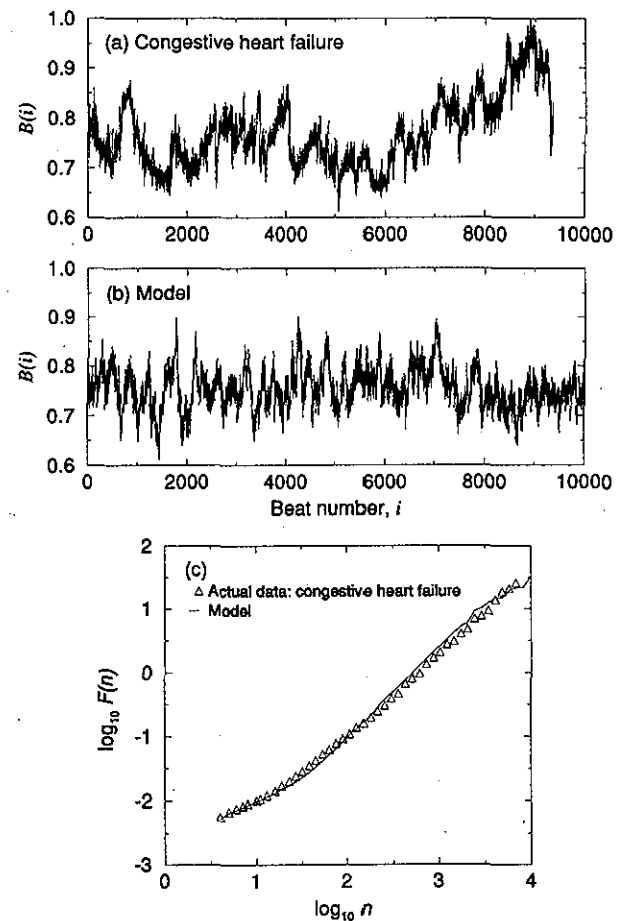 (a) Congestive heart failure
B(i)
1.0
0.9
0.8
0.7
0.6
0 2000 4000 6000 8000 10000
(b) Model
B(i)
1.0
0.9
0.8
0.7
0.6
0 2000 4000 6000 8000 10000
Beat number, i
(c)
△ Actual data: congestive heart failure
— Model
log10 F(n)
2
1
0
-1
-2
-3
0 1 2 3 4
log10 n